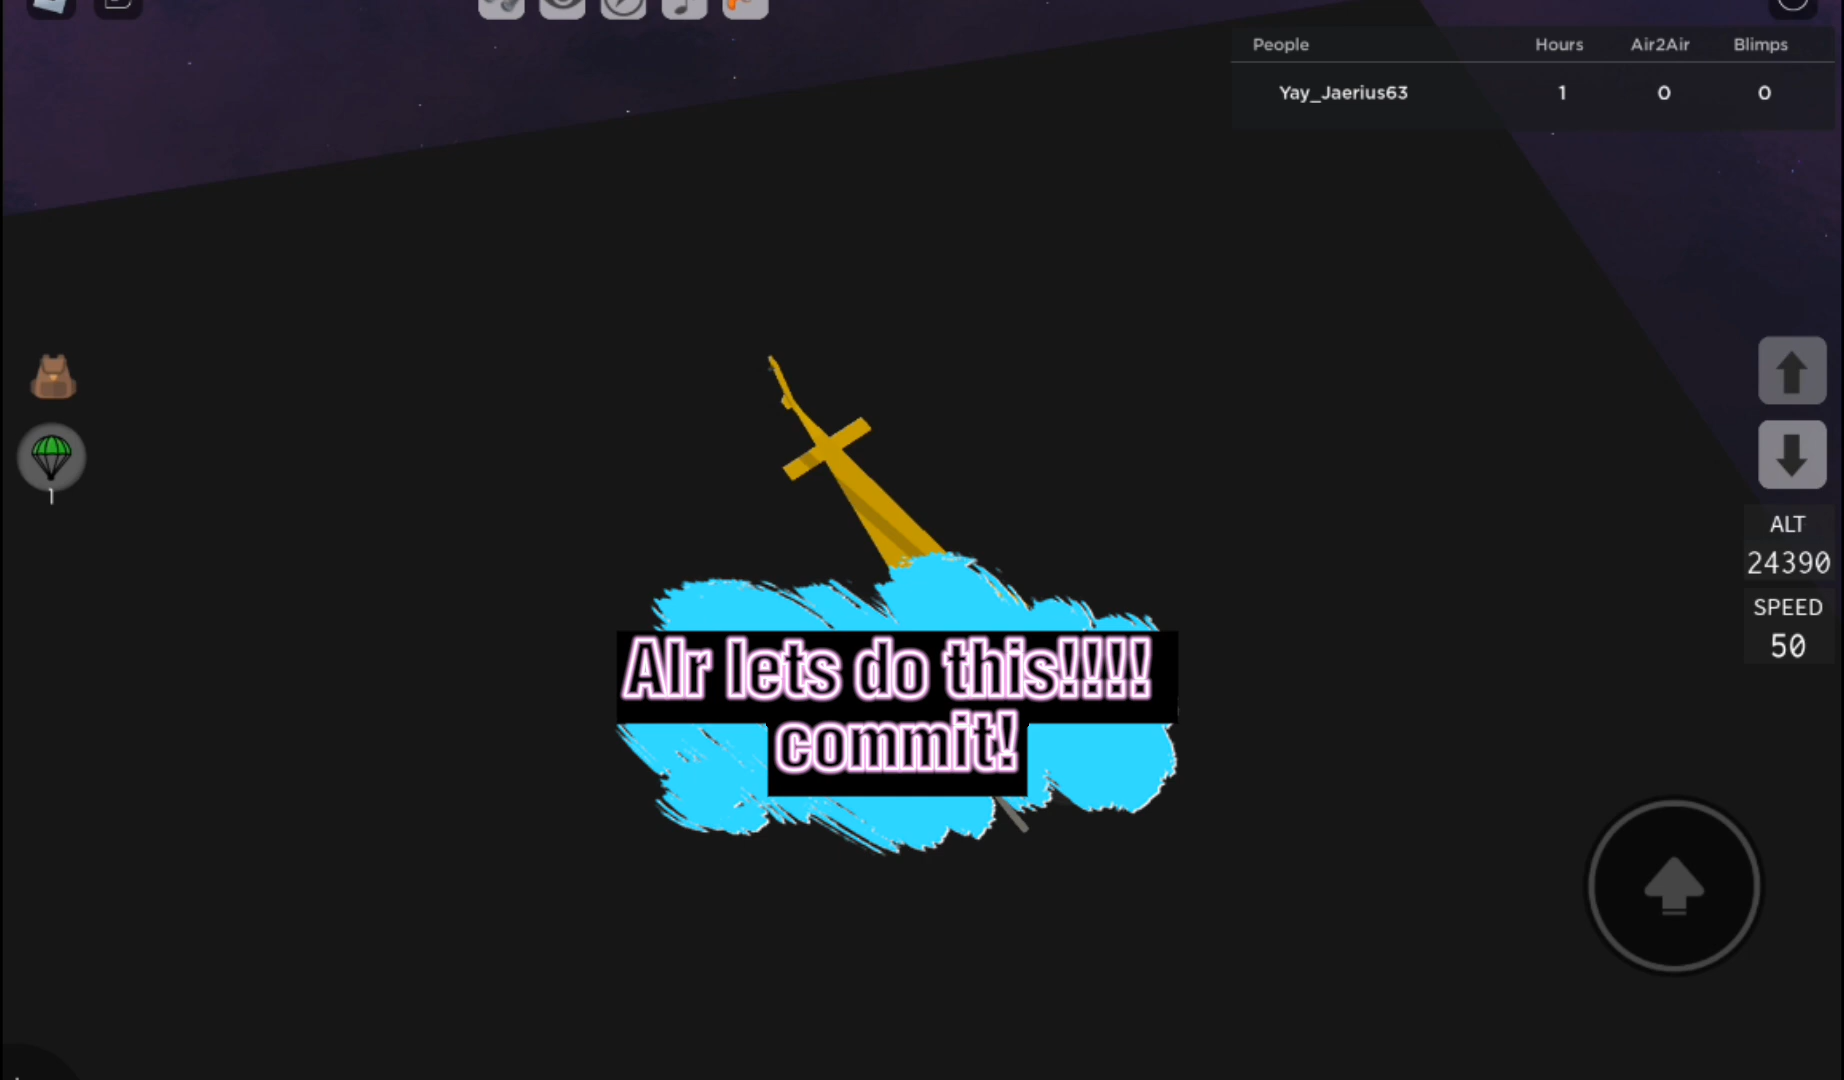 People Hours Air2Air Blimps
Yay_Jaerius63 1 0 0
1
ALT
24390
SPEED
50
Alr lets do this!!!!
commit!